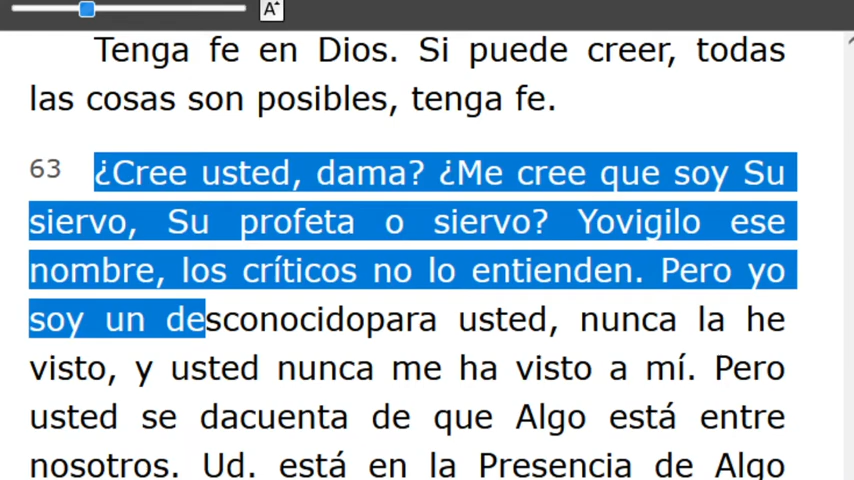 A
Tenga fe en Dios. Si puede creer, todas
las cosas son posibles, tenga fe.
63 ¿Cree usted, dama? ¿Me cree que soy Su
siervo, Su profeta o siervo? Yovigilo ese
nombre, los críticos no lo entienden. Pero yo
soy un desconocidopara usted, nunca la he
visto, y usted nunca me ha visto a mí. Pero
usted se dacuenta de que Algo está entre
nosotros. Ud. está en la Presencia de Algo